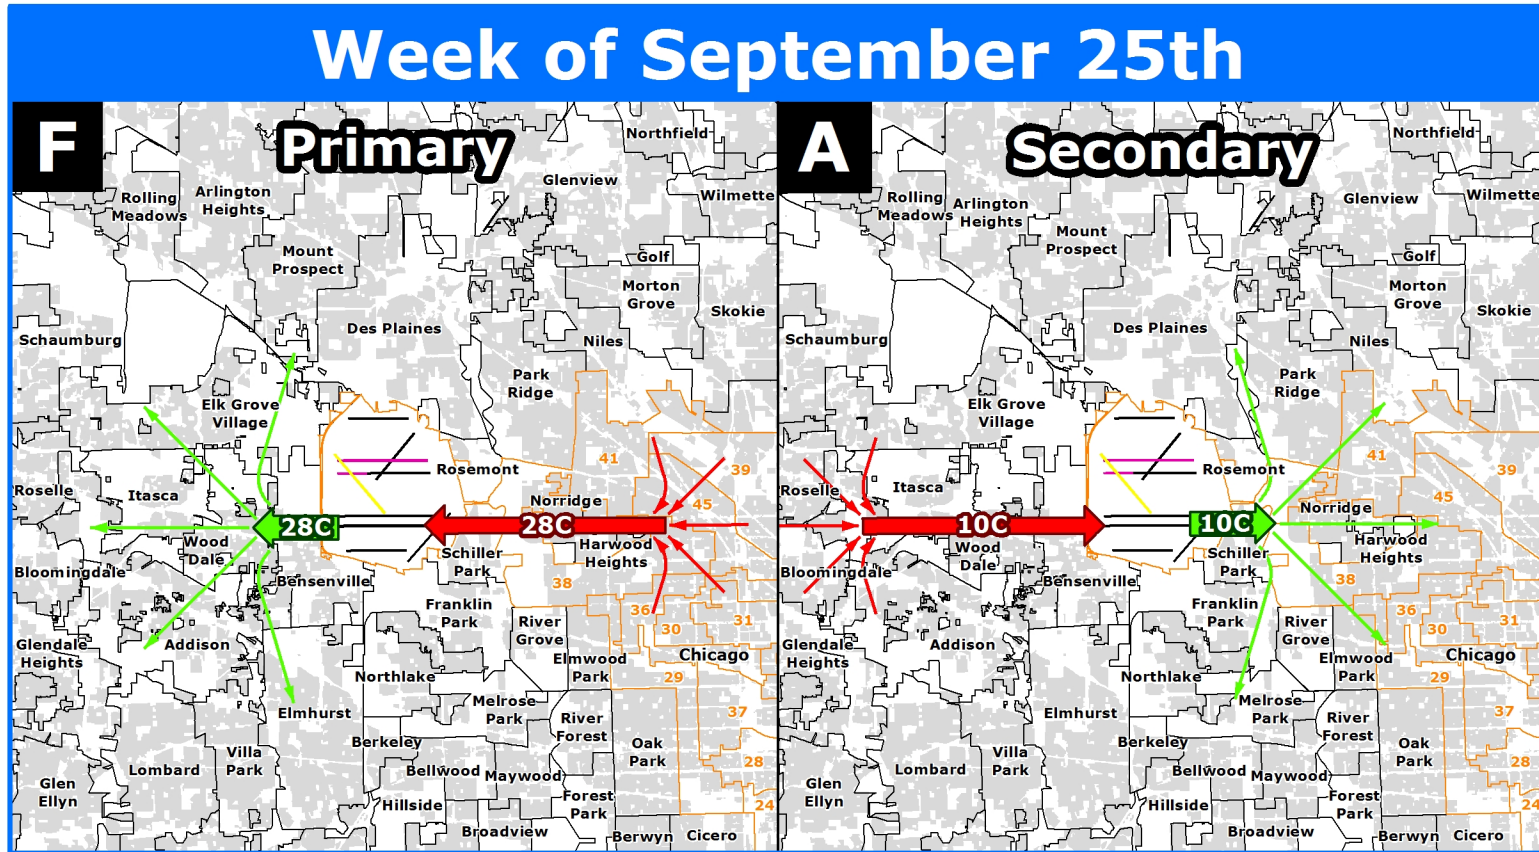 Week of September 25th
F
Primary
Northfield
Glenview
Wilmette
Rolling
Meadows
Arlington
Heights
Mount
Prospect
Golf
Morton
Grove
Skokie
Schaumburg
Des Plaines
Niles
Park
Ridge
Elk Grove
Village
41
39
Rosemont
45
Roselle
Itasca
Norridge
28C
28C
Wood
Dale
Harwood
Heights
Schiller
Park
Bloomingdale
Bensenville
38
Franklin
Park
36
31
30
River
Grove
Glendale
Heights
Addison
Elmwood
Park
Chicago
Northlake
29
Melrose
Park
Elmhurst
River
Forest
37
Berkeley
Villa
Park
Oak
Park
28
Lombard
Bellwood
Maywood
Glen
Ellyn
Hillside
Forest
Park
24
Broadview
Berwyn
Cicero
A
Secondary
Northfield
Glenview
Wilmette
Rolling
Meadows
Arlington
Heights
Mount
Prospect
Golf
Morton
Grove
Skokie
Schaumburg
Des Plaines
Niles
Park
Ridge
Elk Grove
Village
41
39
Rosemont
45
Roselle
Itasca
Norridge
10C
10C
Wood
Dale
Harwood
Heights
Schiller
Park
Bloomingdale
Bensenville
38
Franklin
Park
36
31
30
River
Grove
Glendale
Heights
Addison
Elmwood
Park
Chicago
Northlake
29
Melrose
Park
Elmhurst
River
Forest
37
Berkeley
Villa
Park
Oak
Park
28
Lombard
Bellwood
Maywood
Glen
Ellyn
Hillside
Forest
Park
24
Broadview
Berwyn
Cicero